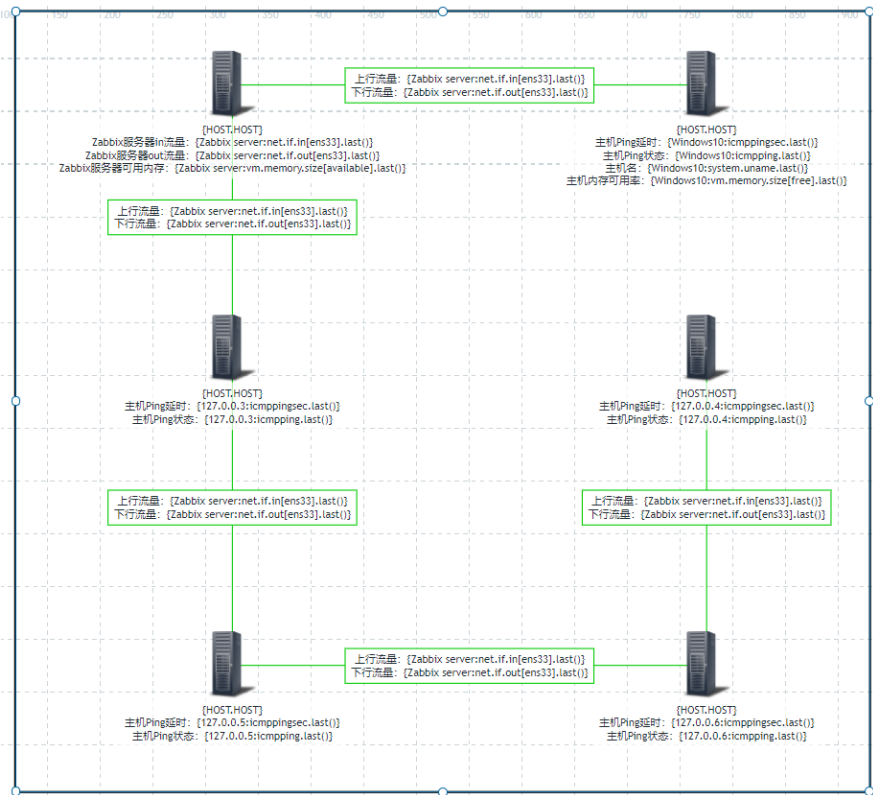 100 150 200 250 300 350 400 450 500 550 600 650 700 750 800 850 900
上行流量：{Zabbix server:net.if.in[ens33].last()}
下行流量：{Zabbix server:net.if.out[ens33].last()}
{HOST.HOST}
Zabbix服务器in流量：{Zabbix server:net.if.in[ens33].last()}
Zabbix服务器out流量：{Zabbix server:net.if.out[ens33].last()}
Zabbix服务器可用内存：{Zabbix server:vm.memory.size[available].last()}
{HOST.HOST}
主机Ping延时：{Windows10:icmppingsec.last()}
主机Ping状态：{Windows10:icmpping.last()}
主机名：{Windows10:system.uname.last()}
主机内存可用率：{Windows10:vm.memory.size[free].last()}
上行流量：{Zabbix server:net.if.in[ens33].last()}
下行流量：{Zabbix server:net.if.out[ens33].last()}
{HOST.HOST}
主机Ping延时：{127.0.0.3:icmppingsec.last()}
主机Ping状态：{127.0.0.3:icmpping.last()}
{HOST.HOST}
主机Ping延时：{127.0.0.4:icmppingsec.last()}
主机Ping状态：{127.0.0.4:icmpping.last()}
上行流量：{Zabbix server:net.if.in[ens33].last()}
下行流量：{Zabbix server:net.if.out[ens33].last()}
上行流量：{Zabbix server:net.if.in[ens33].last()}
下行流量：{Zabbix server:net.if.out[ens33].last()}
上行流量：{Zabbix server:net.if.in[ens33].last()}
下行流量：{Zabbix server:net.if.out[ens33].last()}
{HOST.HOST}
主机Ping延时：{127.0.0.5:icmppingsec.last()}
主机Ping状态：{127.0.0.5:icmpping.last()}
{HOST.HOST}
主机Ping延时：{127.0.0.6:icmppingsec.last()}
主机Ping状态：{127.0.0.6:icmpping.last()}